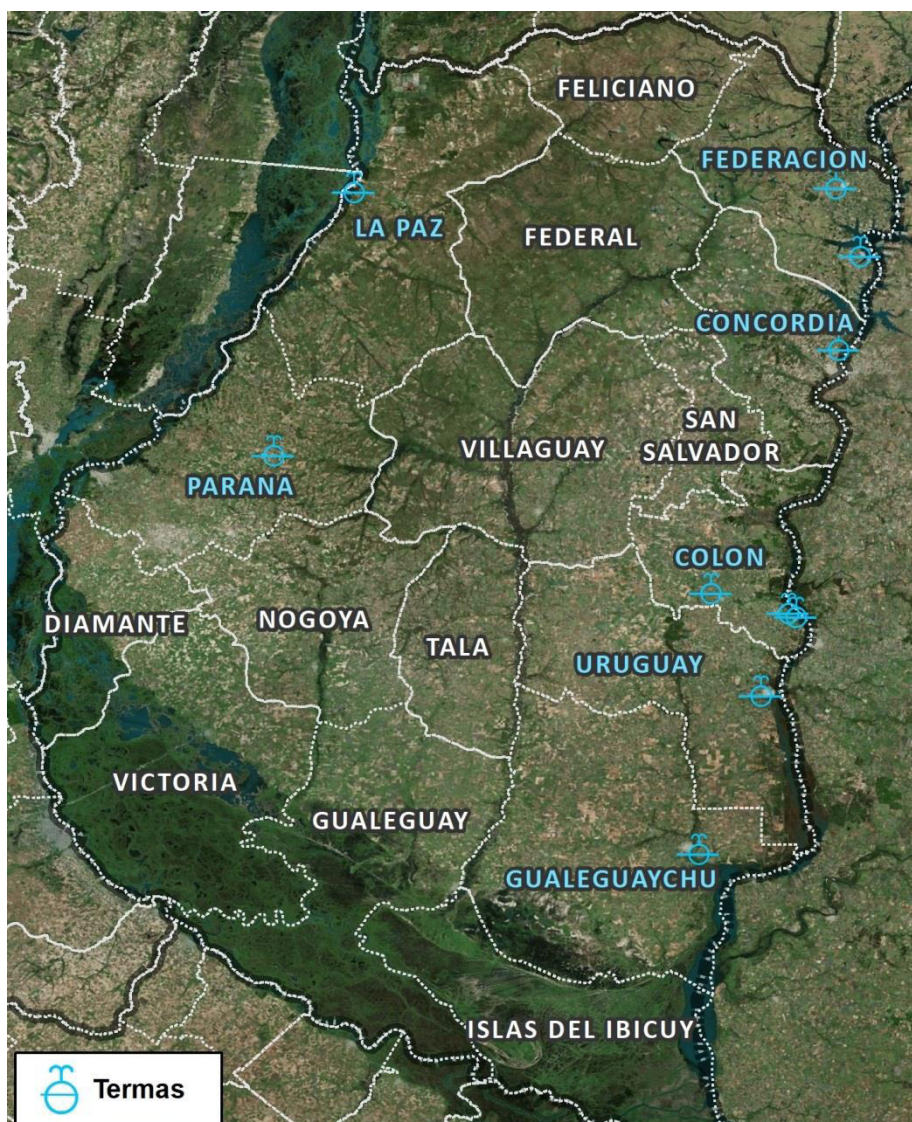 FELICIANO
FEDERACION
LA PAZ
FEDERAL
CONCORDIA
SAN
SALVADOR
VILLAGUAY
PARANA
COLON
DIAMANTE
NOGOYA
TALA
URUGUAY
VICTORIA
GUALEGUAY
GUALEGUAYCHU
ISLAS DEL IBICUY
Termas